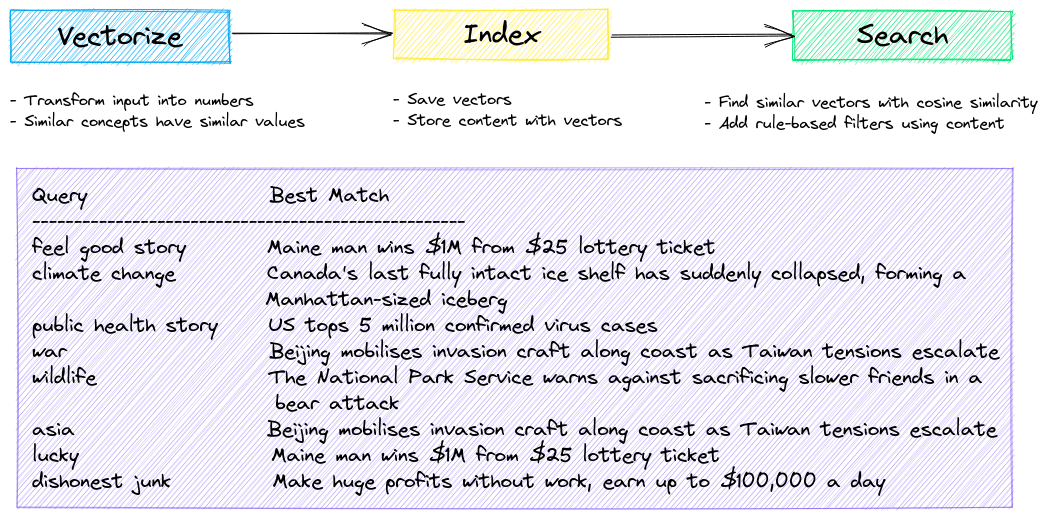 Vectorize
Index
Search
- Transform input into numbers
- Similar concepts have similar values
- Save vectors
- Store content with vectors
- Find similar vectors with cosine similarity
- Add rule-based filters using content
Query Best Match
----------------------------------------------------
feel good story Maine man wins $1M from $25 lottery ticket
climate change Canada's last fully intact ice shelf has suddenly collapsed, forming a
Manhattan-sized iceberg
public health story US tops 5 million confirmed virus cases
war Beijing mobilises invasion craft along coast as Taiwan tensions escalate
wildlife The National Park Service warns against sacrificing slower friends in a
bear attack
asia Beijing mobilises invasion craft along coast as Taiwan tensions escalate
lucky Maine man wins $1M from $25 lottery ticket
dishonest junk Make huge profits without work, earn up to $100,000 a day